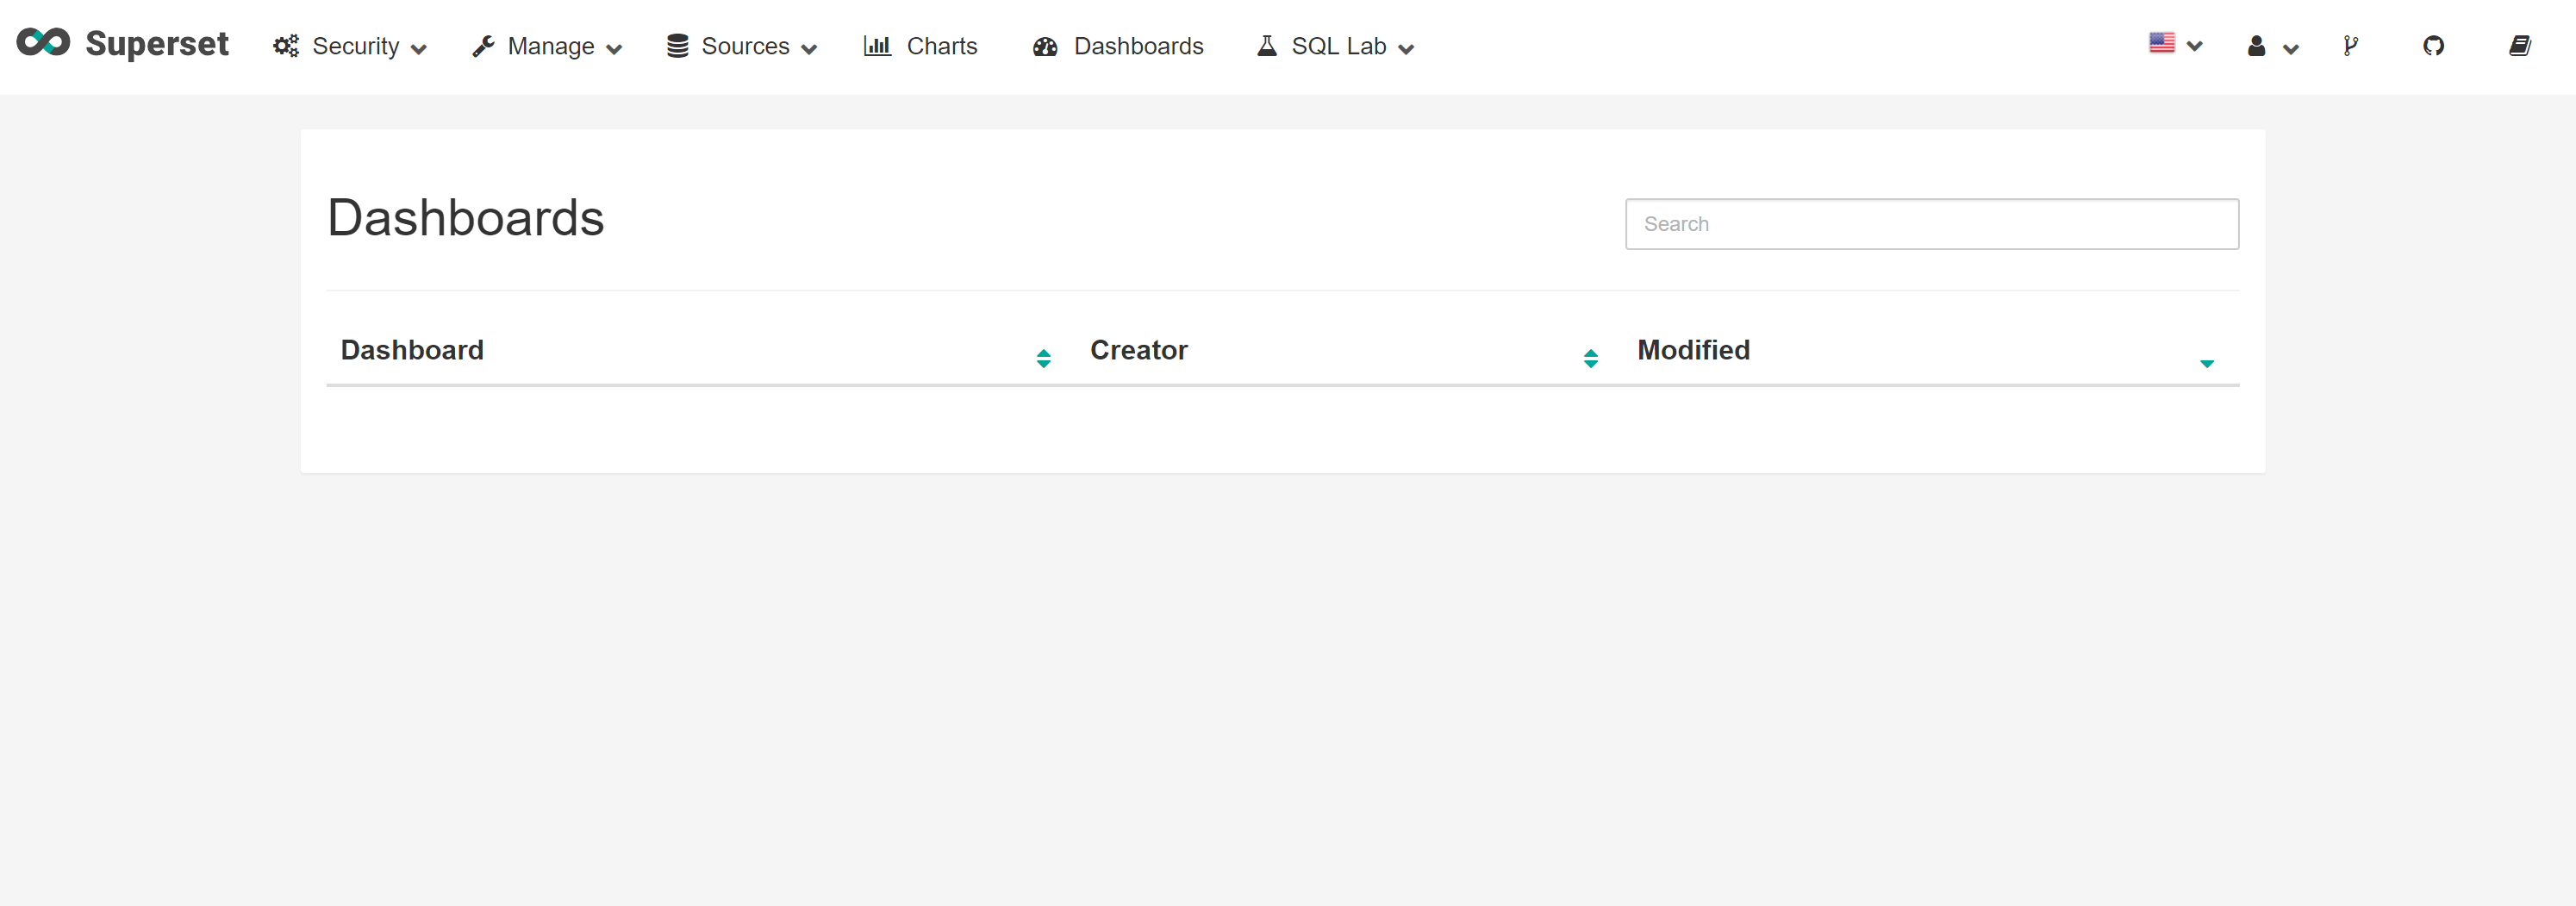 Superset Security Manage Sources Charts Dashboards SQL Lab
Dashboards Search
Dashboard Creator Modified